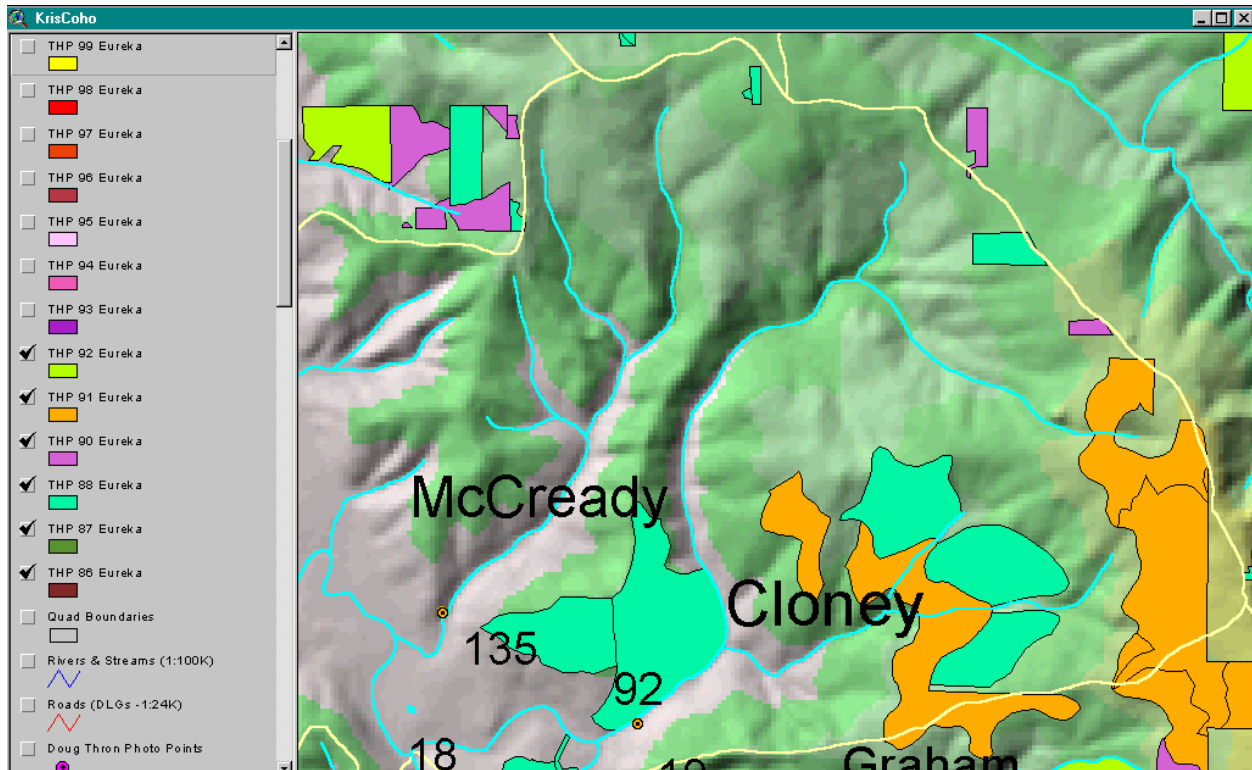 KrisCoho
THP 99 Eureka
THP 98 Eureka
THP 97 Eureka
THP 96 Eureka
THP 95 Eureka
THP 94 Eureka
THP 93 Eureka
THP 92 Eureka
THP 91 Eureka
THP 90 Eureka
THP 88 Eureka
THP 87 Eureka
THP 86 Eureka
Quad Boundaries
Rivers & Streams (1:100K)
Roads (DLGs -1:24K)
Doug Thron Photo Points
McCready
Cloney
135
92
18
Graham